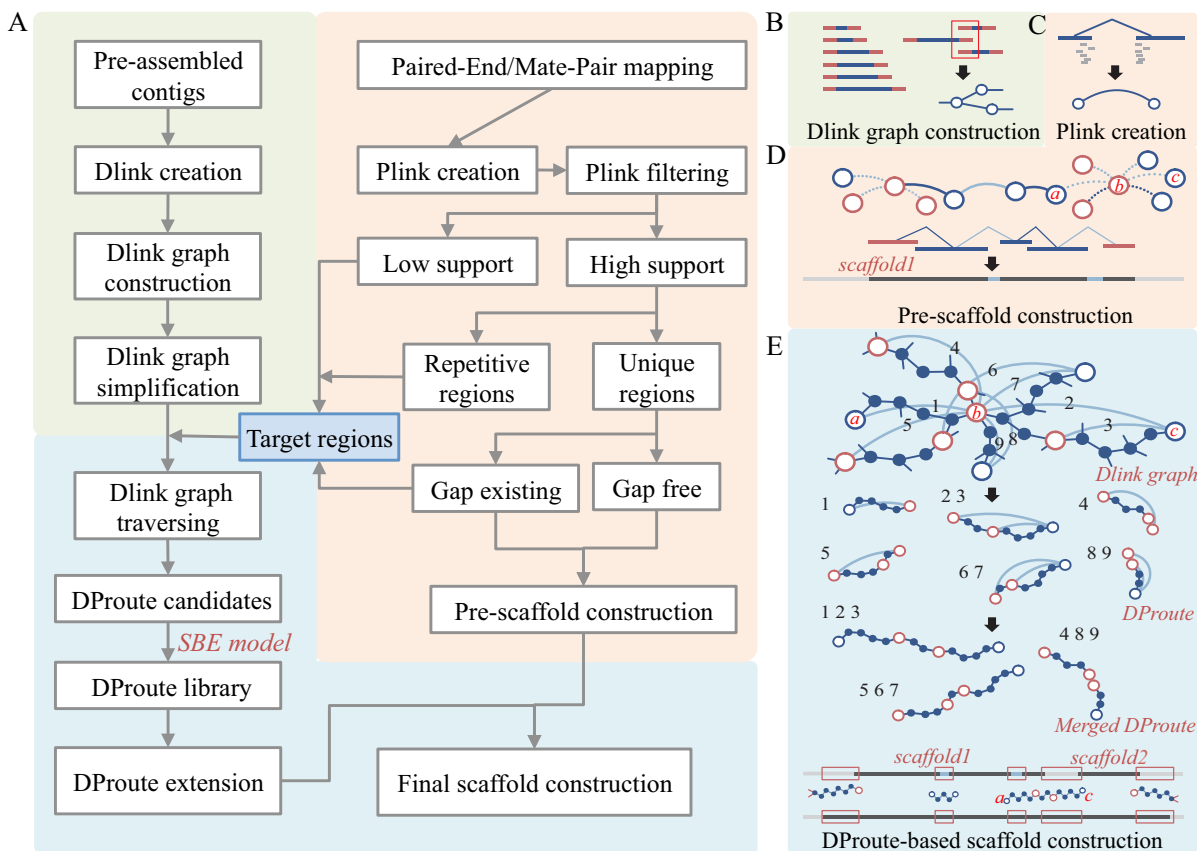 A
Pre-assembled
contigs
Dlink creation
Dlink graph
construction
Dlink graph
simplification
Paired-End/Mate-Pair mapping
Plink creation
Plink filtering
Low support
High support
Repetitive
regions
Unique
regions
Target regions
Gap existing
Gap free
Dlink graph
traversing
DProute candidates
SBE model
DProute library
DProute extension
Pre-scaffold construction
Final scaffold construction
B
Dlink graph construction
C
Plink creation
D
a
b
c
scaffold1
Pre-scaffold construction
E
4
6
7
a
1
b
2
c
5
9
8
3
Dlink graph
1
2 3
4
5
6 7
8 9
DProute
1 2 3
4 8 9
5 6 7
Merged DProute
scaffold1
scaffold2
a
c
DProute-based scaffold construction